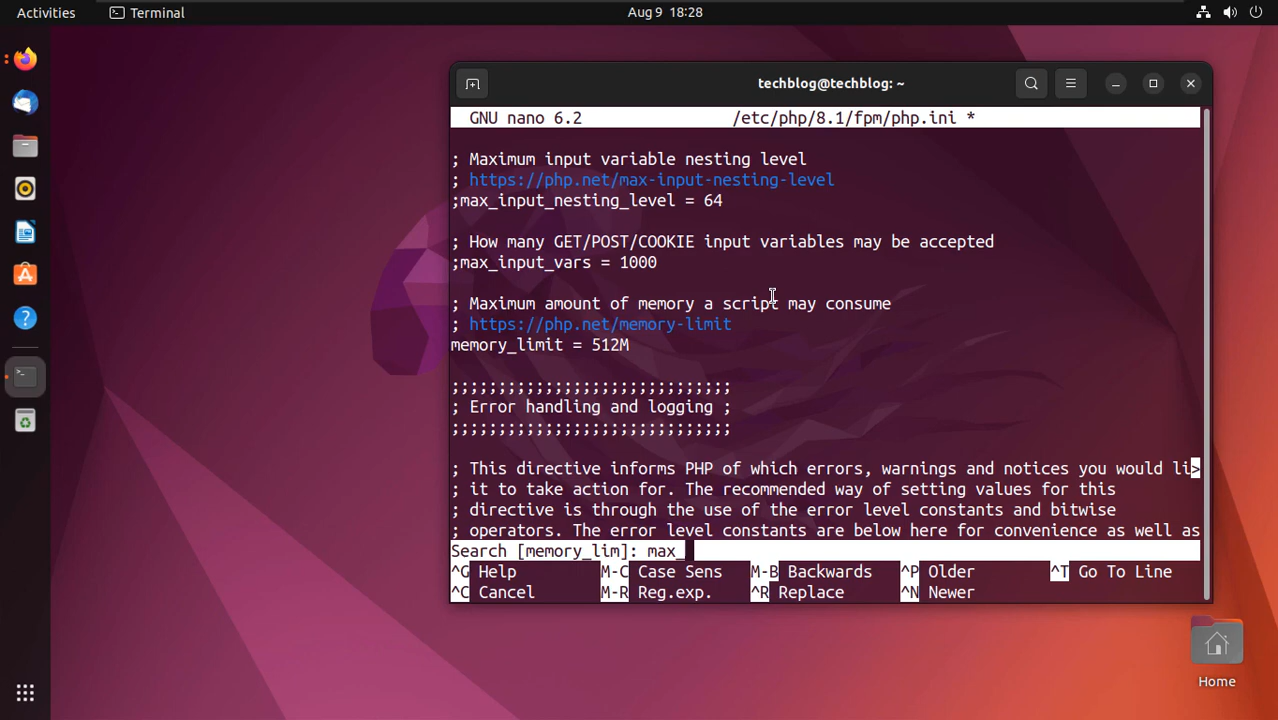 Activities Terminal Aug 9 18:28
techblog@techblog: ~
GNU nano 6.2 /etc/php/8.1/fpm/php.ini *
; Maximum input variable nesting level
; https://php.net/max-input-nesting-level
;max_input_nesting_level = 64
; How many GET/POST/COOKIE input variables may be accepted
;max_input_vars = 1000
; Maximum amount of memory a script may consume
; https://php.net/memory-limit
memory_limit = 512M
;;;;;;;;;;;;;;;;;;;;;;;;;;;;;;
; Error handling and logging ;
;;;;;;;;;;;;;;;;;;;;;;;;;;;;;;
; This directive informs PHP of which errors, warnings and notices you would li>
; it to take action for. The recommended way of setting values for this
; directive is through the use of the error level constants and bitwise
; operators. The error level constants are below here for convenience as well as
Search [memory_lim]: max_
^G Help M-C Case Sens M-B Backwards ^P Older ^T Go To Line
^C Cancel M-R Reg.exp. ^R Replace ^N Newer
Home